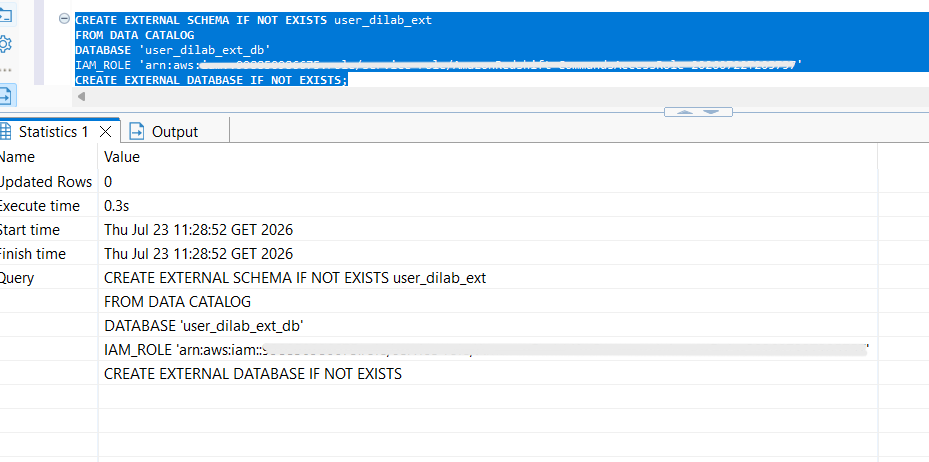 CREATE EXTERNAL SCHEMA IF NOT EXISTS user_dilab_ext
FROM DATA CATALOG
DATABASE 'user_dilab_ext_db'
IAM_ROLE 'arn:aws:
CREATE EXTERNAL DATABASE IF NOT EXISTS;
Statistics 1
Output
Name Value
Updated Rows 0
Execute time 0.3s
Start time Thu Jul 23 11:28:52 GET 2026
Finish time Thu Jul 23 11:28:52 GET 2026
Query CREATE EXTERNAL SCHEMA IF NOT EXISTS user_dilab_ext
FROM DATA CATALOG
DATABASE 'user_dilab_ext_db'
IAM_ROLE 'arn:aws:iam::
CREATE EXTERNAL DATABASE IF NOT EXISTS